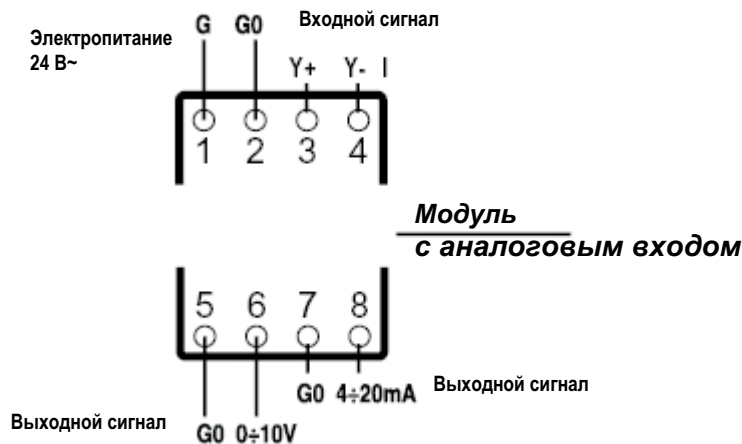 Электропитание
24 В~
G G0
Входной сигнал
Y+ Y- I
1 2 3 4
Модуль
с аналоговым входом
5 6 7 8
G0 4÷20mA
Выходной сигнал
Выходной сигнал
G0 0÷10V